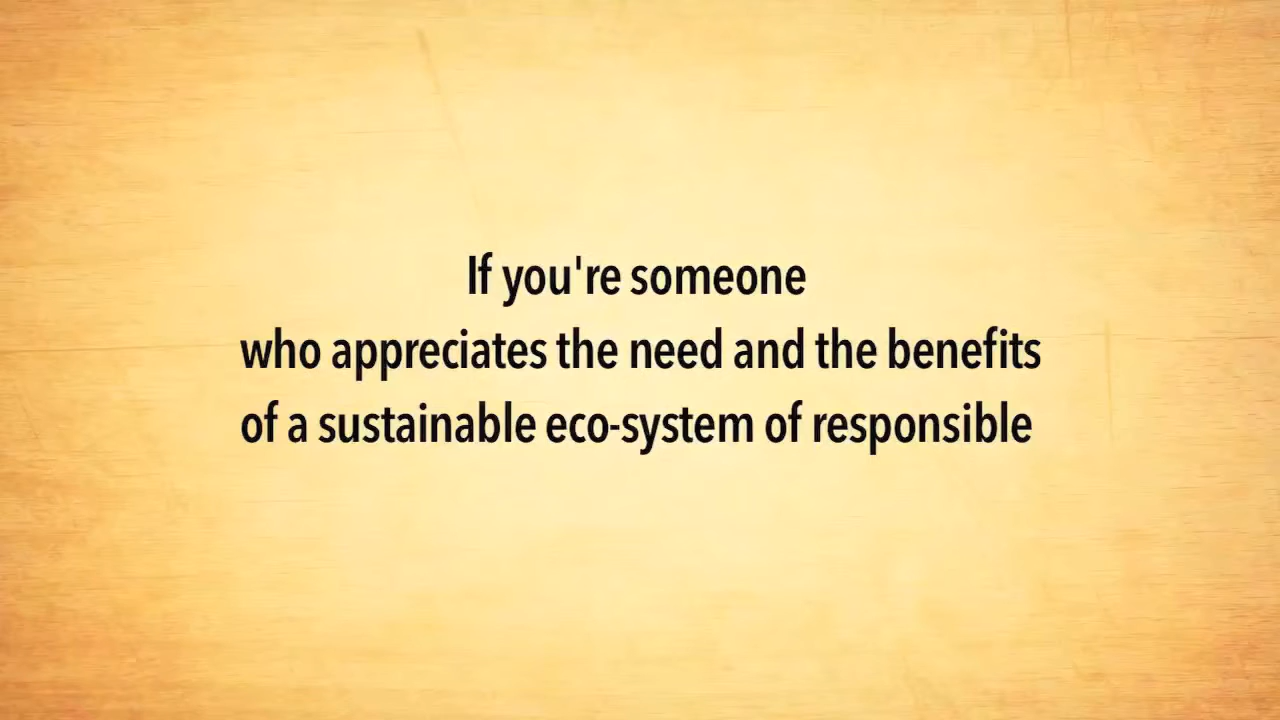 If you're someone
who appreciates the need and the benefits
of a sustainable eco-system of responsible